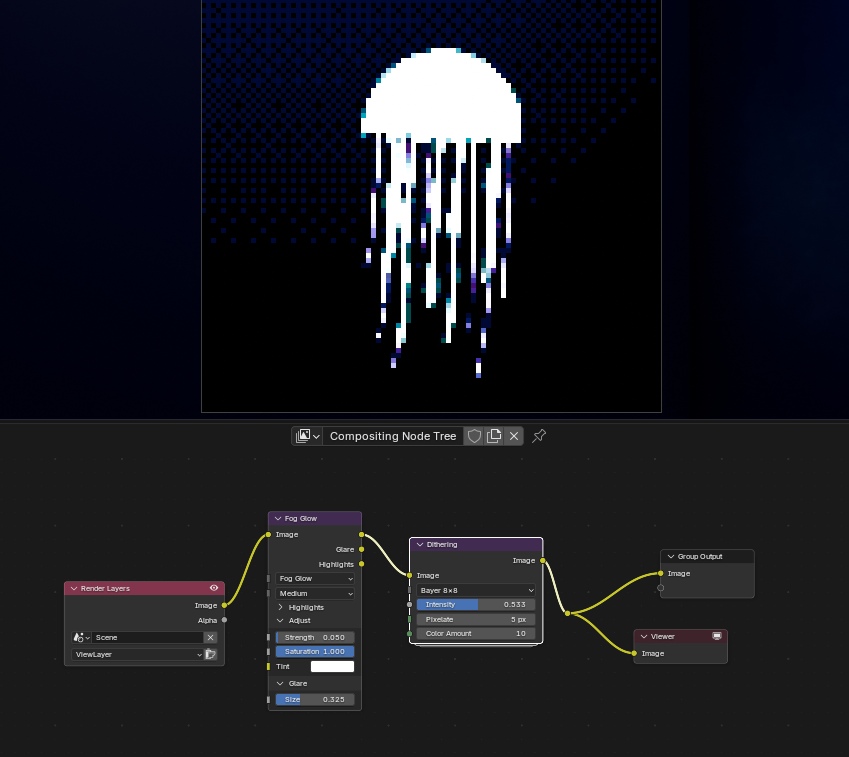 Compositing Node Tree
Fog Glow
Image
Glare
Highlights
Fog Glow
Medium
Highlights
Adjust
Strength 0.050
Saturation 1.000
Tint
Glare
Size 0.325
Render Layers
Image
Alpha
Scene
ViewLayer
Dithering
Image
Image
Bayer 8×8
Intensity 0.533
Pixelate 5 px
Color Amount 10
Group Output
Image
Viewer
Image